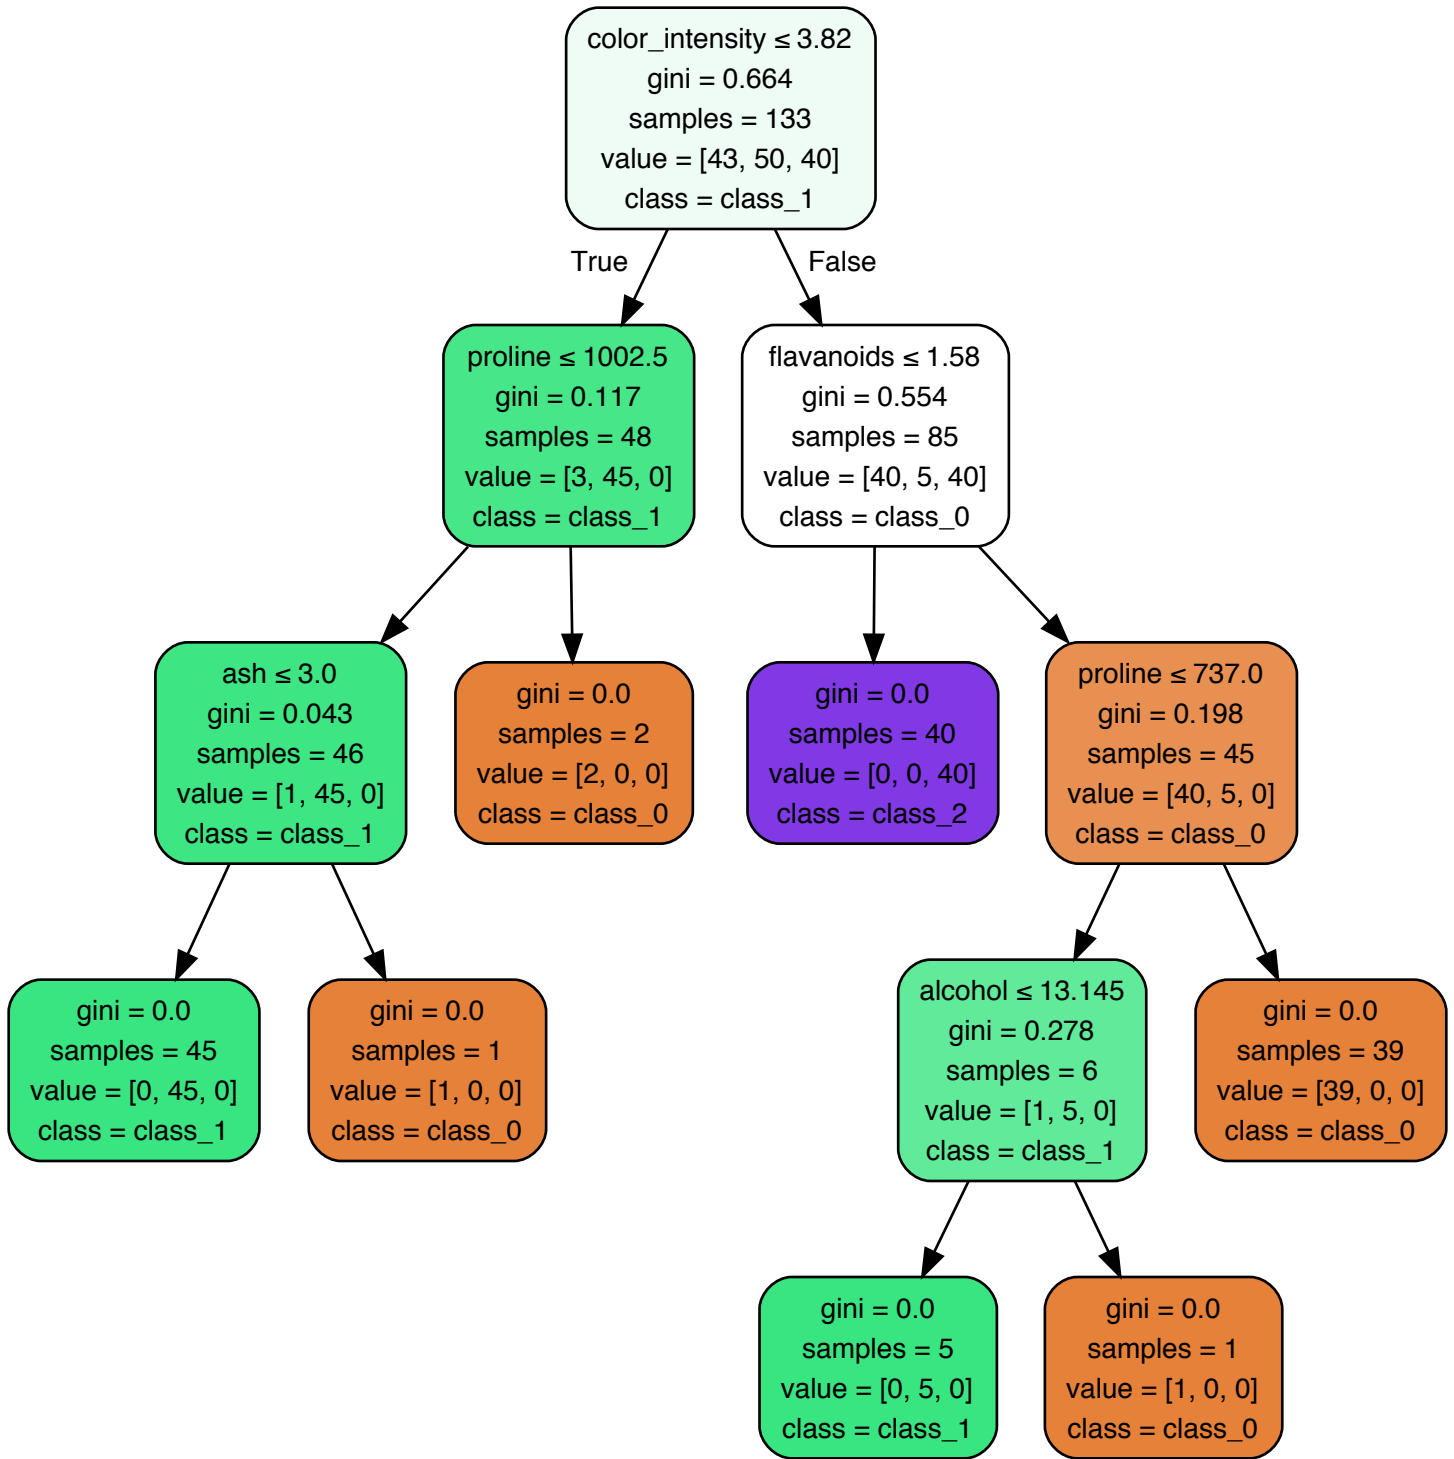 color_intensity ≤ 3.82
gini = 0.664
samples = 133
value = [43, 50, 40]
class = class_1
True
False
proline ≤ 1002.5
gini = 0.117
samples = 48
value = [3, 45, 0]
class = class_1
flavanoids ≤ 1.58
gini = 0.554
samples = 85
value = [40, 5, 40]
class = class_0
ash ≤ 3.0
gini = 0.043
samples = 46
value = [1, 45, 0]
class = class_1
gini = 0.0
samples = 2
value = [2, 0, 0]
class = class_0
gini = 0.0
samples = 40
value = [0, 0, 40]
class = class_2
proline ≤ 737.0
gini = 0.198
samples = 45
value = [40, 5, 0]
class = class_0
gini = 0.0
samples = 45
value = [0, 45, 0]
class = class_1
gini = 0.0
samples = 1
value = [1, 0, 0]
class = class_0
alcohol ≤ 13.145
gini = 0.278
samples = 6
value = [1, 5, 0]
class = class_1
gini = 0.0
samples = 39
value = [39, 0, 0]
class = class_0
gini = 0.0
samples = 5
value = [0, 5, 0]
class = class_1
gini = 0.0
samples = 1
value = [1, 0, 0]
class = class_0